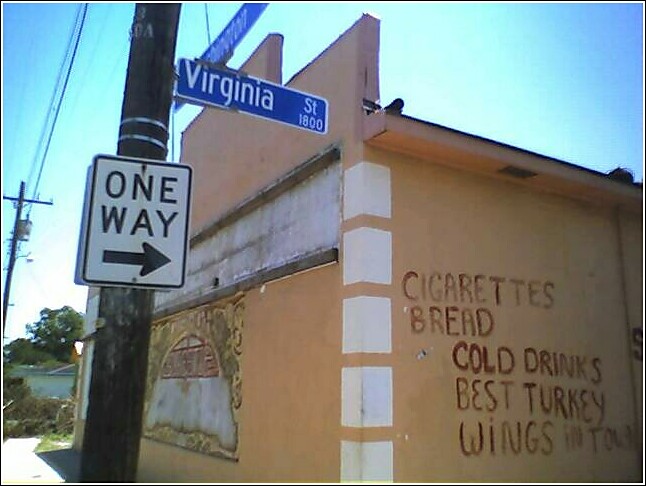 Virginia St
1800
ONE
WAY
CIGARETTES
BREAD
COLD DRINKS
BEST TURKEY
WINGS IN TOWN